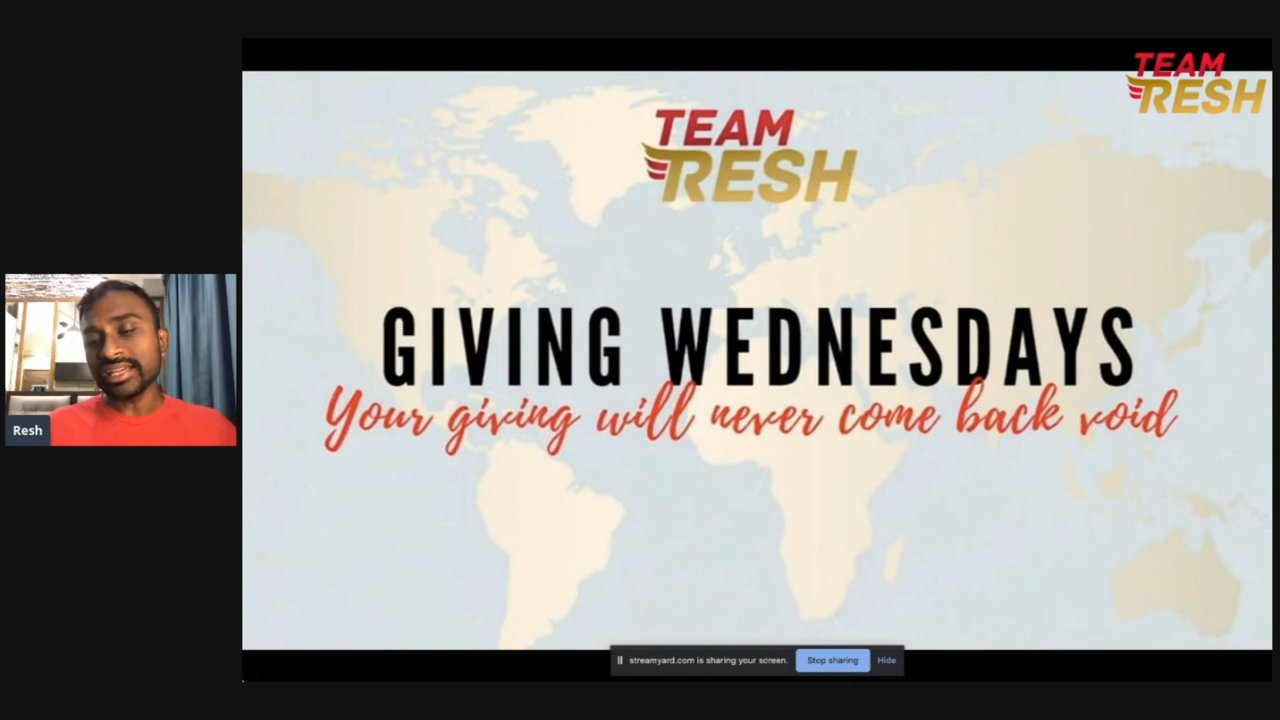 TEAM
RESH
TEAM
RESH
GIVING WEDNESDAYS
Your giving will never come back void
Resh
streamyard.com is sharing your screen. Stop sharing Hide